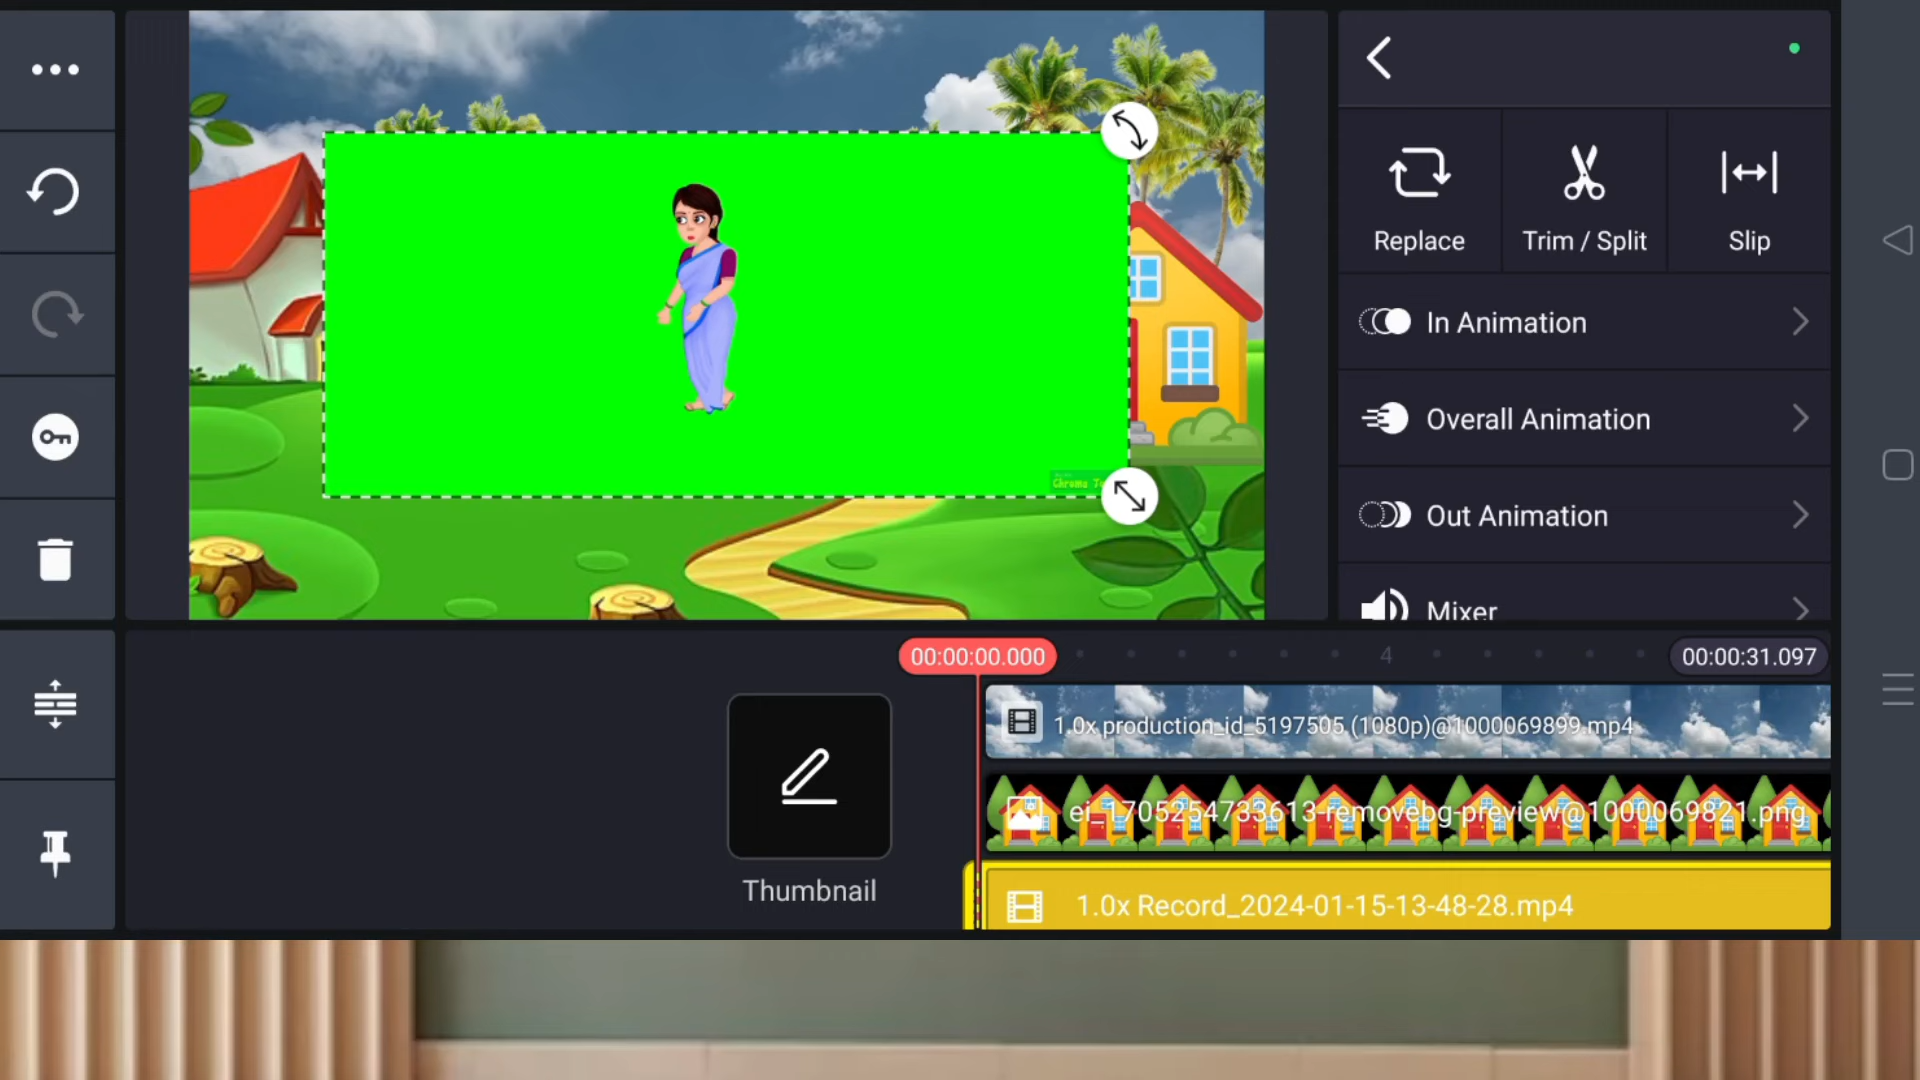 Replace
Trim / Split
Slip
In Animation
Overall Animation
Out Animation
Mixer
00:00:00.000
4
00:00:31.097
1.0x production_id_5197505 (1080p)@1000069899.mp4
ei_1705254733613-removebg-preview@1000069821.png
Thumbnail
1.0x Record_2024-01-15-13-48-28.mp4
Chroma